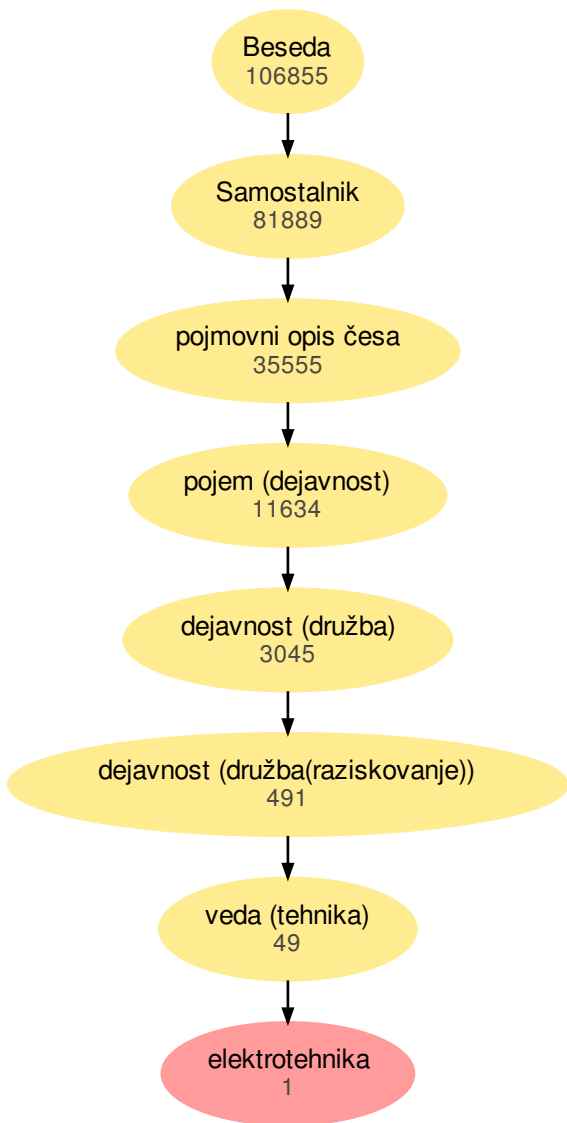 Beseda
106855
Samostalnik
81889
pojmovni opis česa
35555
pojem (dejavnost)
11634
dejavnost (družba)
3045
dejavnost (družba(raziskovanje))
491
veda (tehnika)
49
elektrotehnika
1